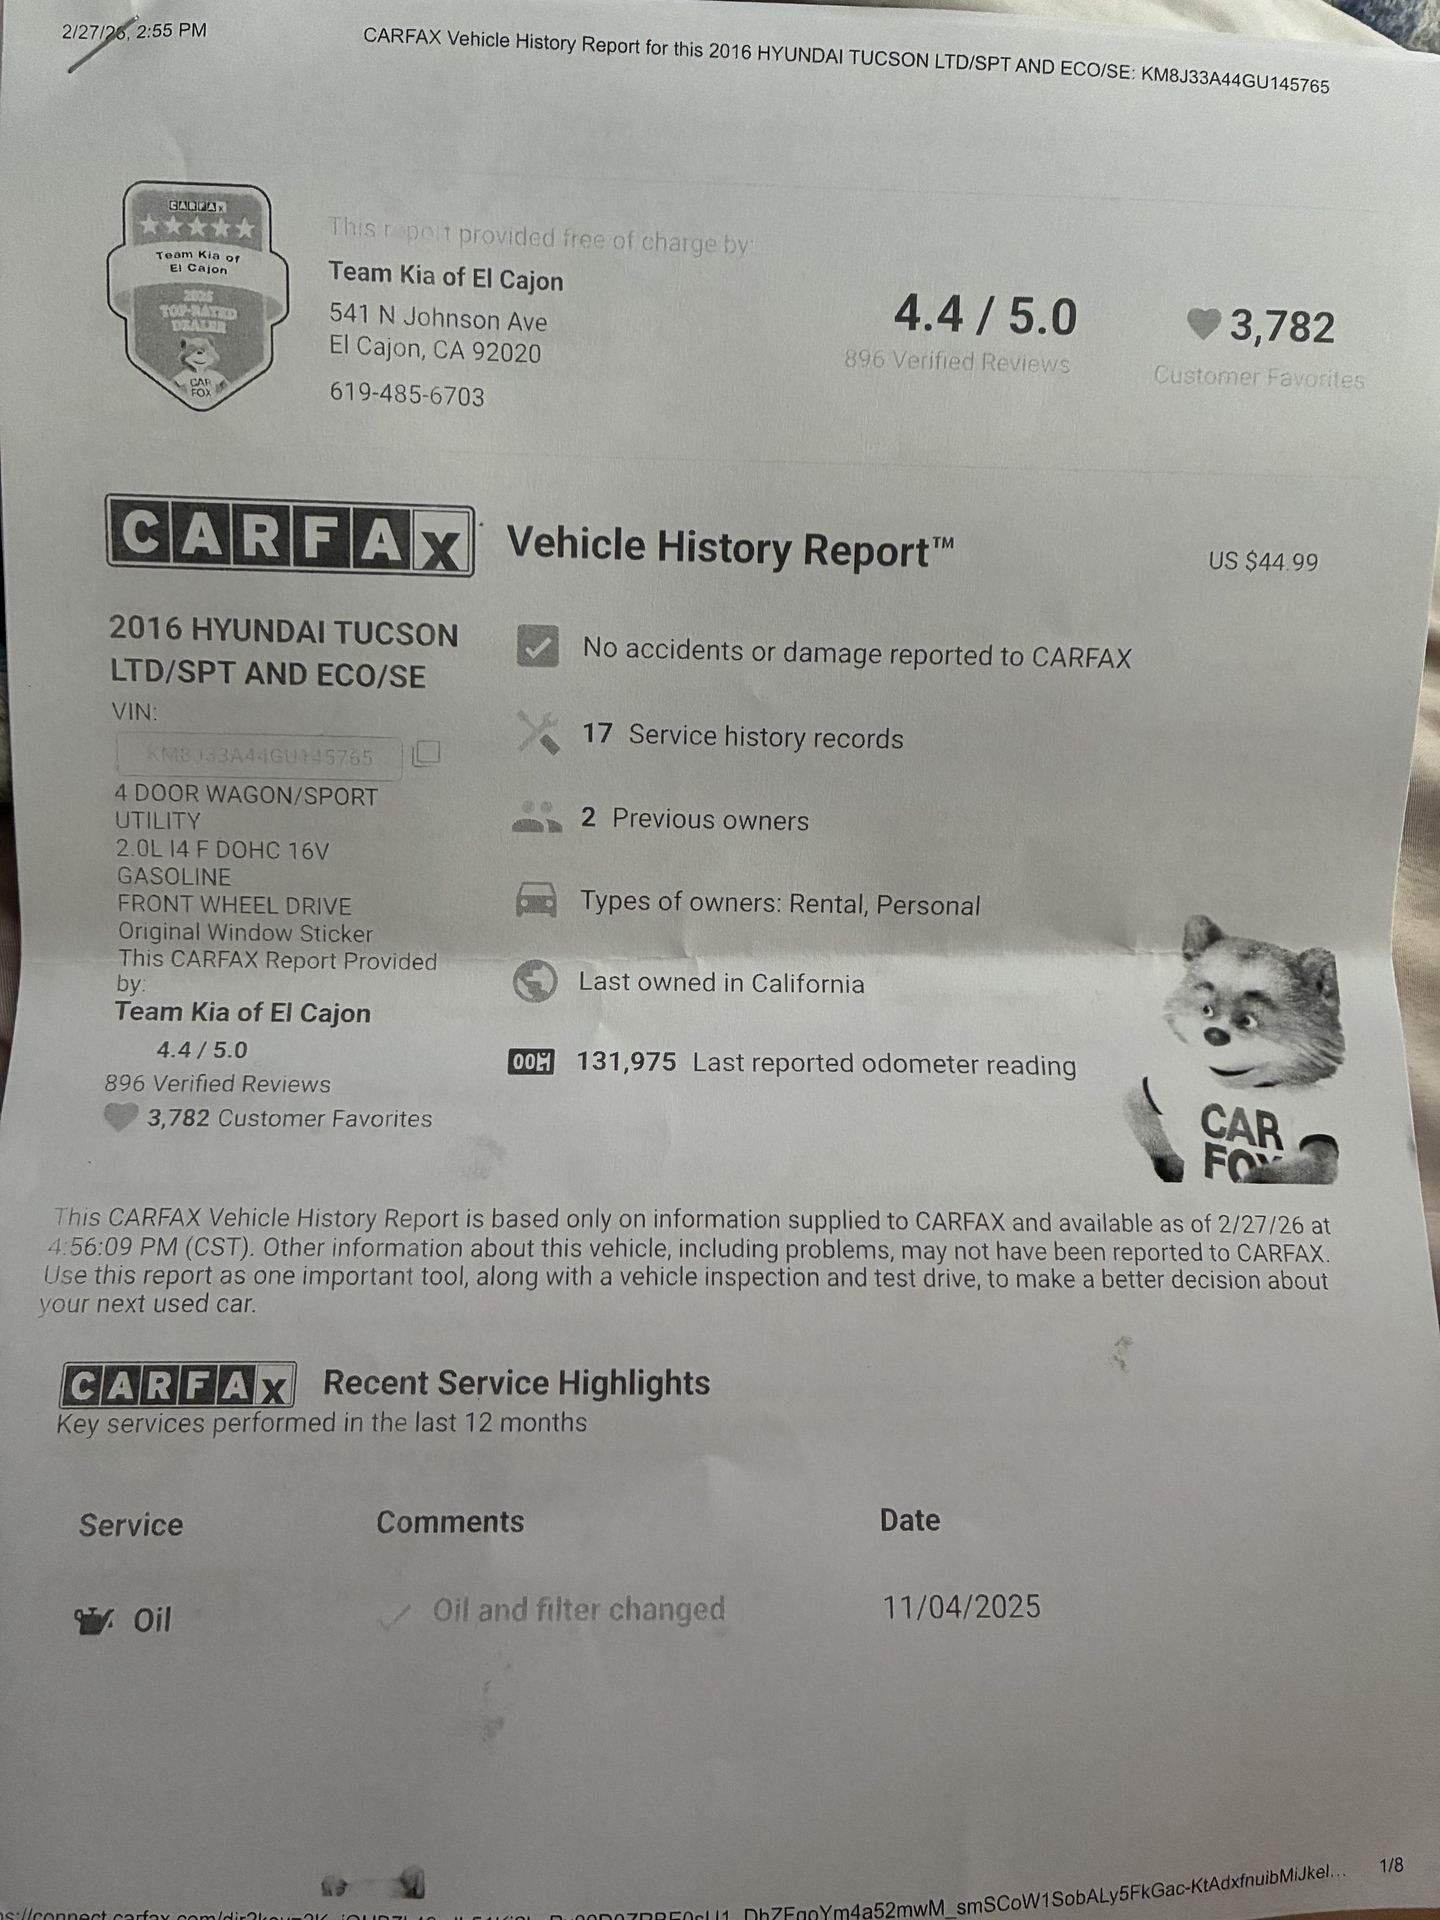 2/27/26, 2:55 PM
CARFAX Vehicle History Report for this 2016 HYUNDAI TUCSON LTD/SPT AND ECO/SE: KM8J33A44GU145765
CARFAX
Team Kia of
El Cajon
TOP-RATED
DEALER
CAR
FOX
This report provided free of charge by:
Team Kia of El Cajon
541 N Johnson Ave
El Cajon, CA 92020
619-485-6703
4.4 / 5.0
896 Verified Reviews
3,782
Customer Favorites
CARFAX Vehicle History Report™
US $44.99
2016 HYUNDAI TUCSON
LTD/SPT AND ECO/SE
VIN:
KM8J33A44GU145765
4 DOOR WAGON/SPORT
UTILITY
2.0L I4 F DOHC 16V
GASOLINE
FRONT WHEEL DRIVE
Original Window Sticker
This CARFAX Report Provided
by:
Team Kia of El Cajon
4.4 / 5.0
896 Verified Reviews
3,782 Customer Favorites
No accidents or damage reported to CARFAX
17 Service history records
2 Previous owners
Types of owners: Rental, Personal
Last owned in California
131,975 Last reported odometer reading
CAR
FOX
This CARFAX Vehicle History Report is based only on information supplied to CARFAX and available as of 2/27/26 at
4:56:09 PM (CST). Other information about this vehicle, including problems, may not have been reported to CARFAX.
Use this report as one important tool, along with a vehicle inspection and test drive, to make a better decision about
your next used car.
CARFAX Recent Service Highlights
Key services performed in the last 12 months
Service Comments Date
Oil Oil and filter changed 11/04/2025
1/8